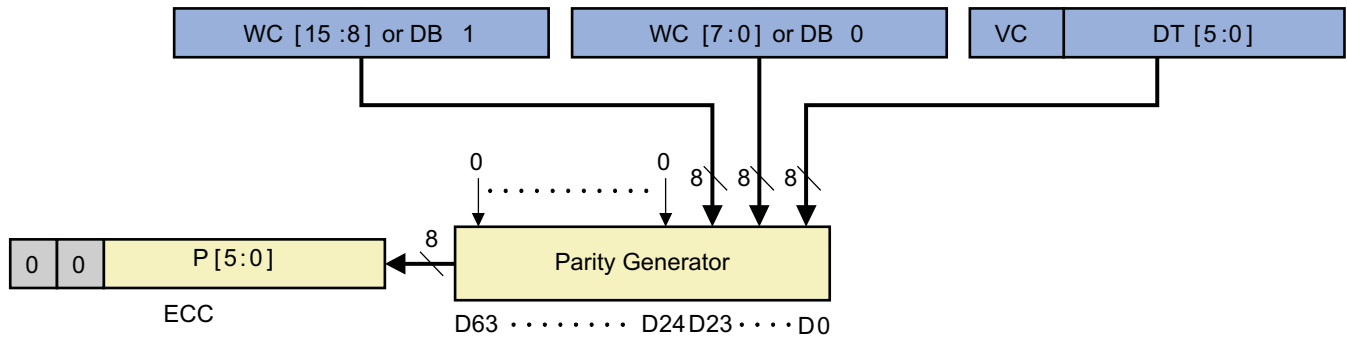 WC [15 :8] or DB 1
WC [7:0] or DB 0
VC
DT [5:0]
0
0
8
8
8
8
0
0
P[5:0]
Parity Generator
ECC
D63 · · · · · · · · D24 D23 · · · · D0